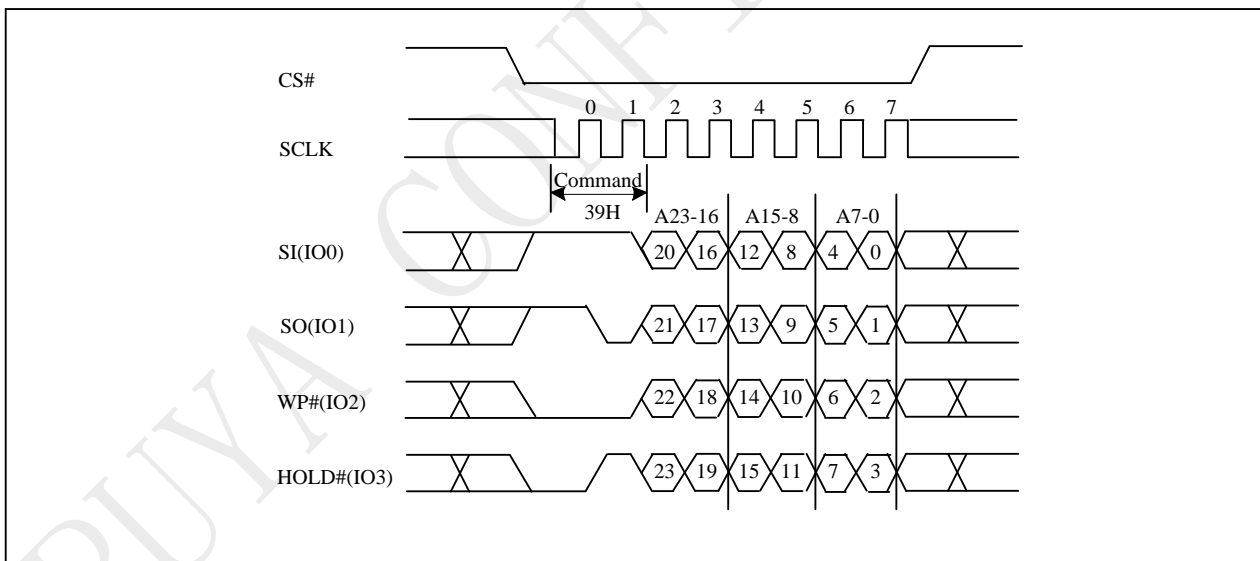 PUYA CONF
CS#
0 1 2 3 4 5 6 7
SCLK
Command
39H
A23-16 A15-8 A7-0
SI(IO0) 20 16 12 8 4 0
SO(IO1) 21 17 13 9 5 1
WP#(IO2) 22 18 14 10 6 2
HOLD#(IO3) 23 19 15 11 7 3